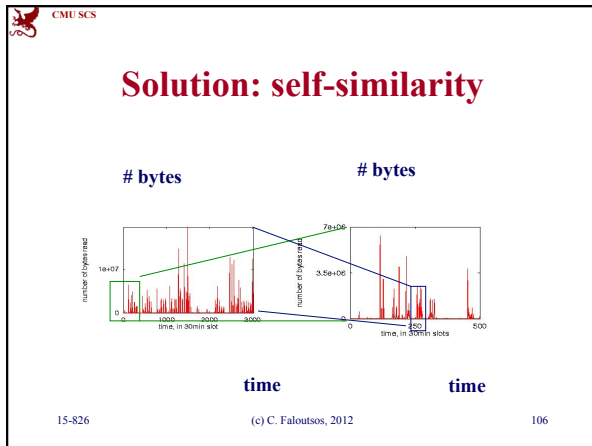 CMU SCS
Solution: self-similarity
# bytes
# bytes
number of bytes read
1e+07
0
0
1000
2000
3000
time, in 30min slot
number of bytes read
7e+06
3.5e+06
0
0
250
500
time, in 30min slots
time
time
15-826
(c) C. Faloutsos, 2012
106